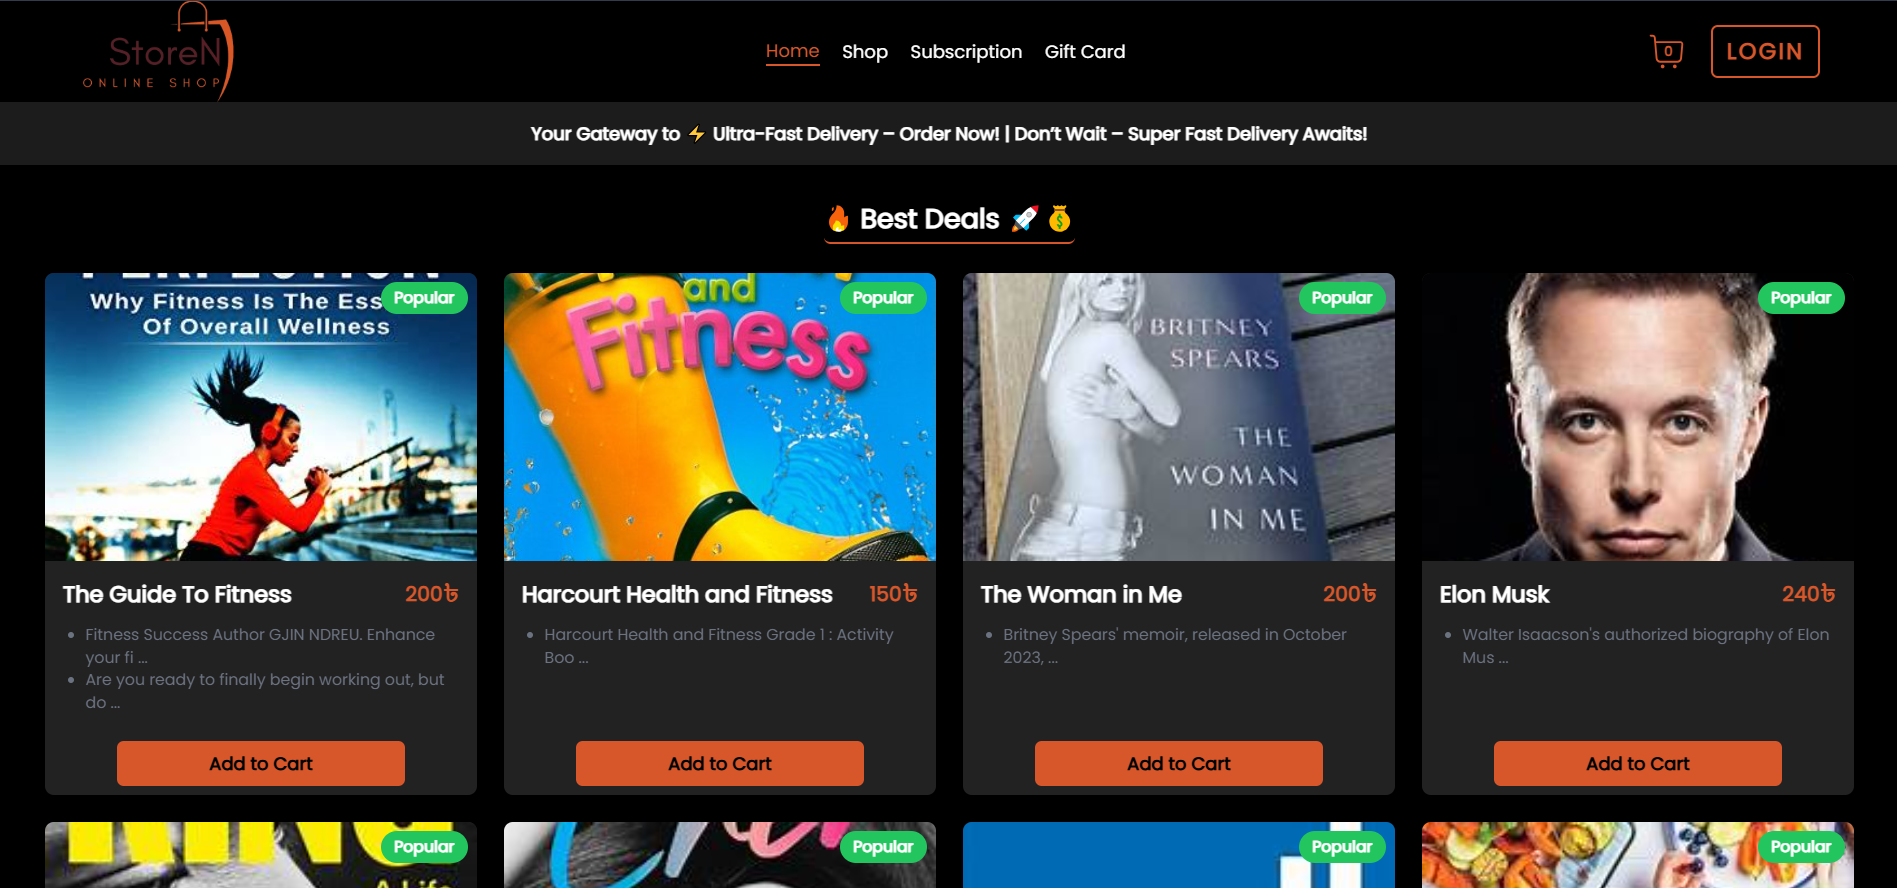 StoreN
ONLINE SHOP
Home
Shop
Subscription
Gift Card
0
LOGIN
Your Gateway to ⚡ Ultra-Fast Delivery – Order Now! | Don't Wait – Super Fast Delivery Awaits!
🔥 Best Deals 🚀 💰
Why Fitness Is The Ess
Of Overall Wellness
Popular
The Guide To Fitness
200৳
Fitness Success Author GJIN NDREU. Enhance
your fi ...
Are you ready to finally begin working out, but
do ...
Add to Cart
and
Fitness
Popular
Harcourt Health and Fitness
150৳
Harcourt Health and Fitness Grade 1 : Activity
Boo ...
Add to Cart
BRITNEY
SPEARS
THE
WOMAN
IN ME
Popular
The Woman in Me
200৳
Britney Spears' memoir, released in October
2023, ...
Add to Cart
Popular
Elon Musk
240৳
Walter Isaacson's authorized biography of Elon
Mus ...
Add to Cart
Popular
A Life
Popular
Popular
Popular